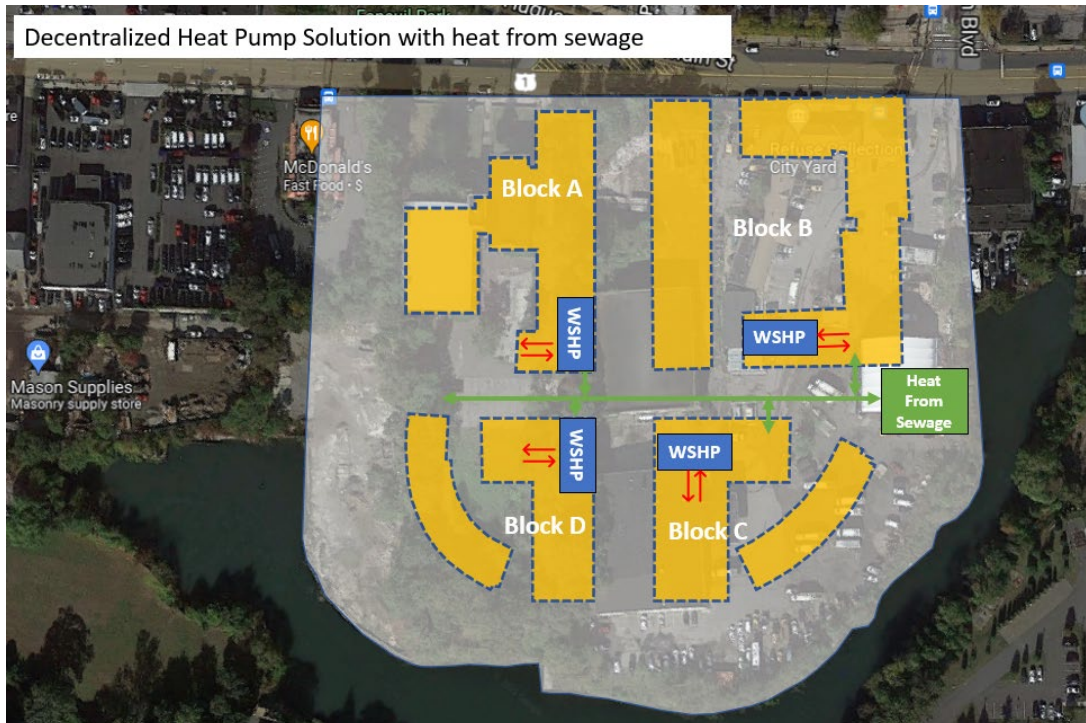 Decentralized Heat Pump Solution with heat from sewage
Blvd
1
McDonald's
Fast Food • $
Refuse Collection
City Yard
Block A
Block B
WSHP
WSHP
Mason Supplies
Masonry supply store
Heat
From
Sewage
WSHP
WSHP
Block D
Block C